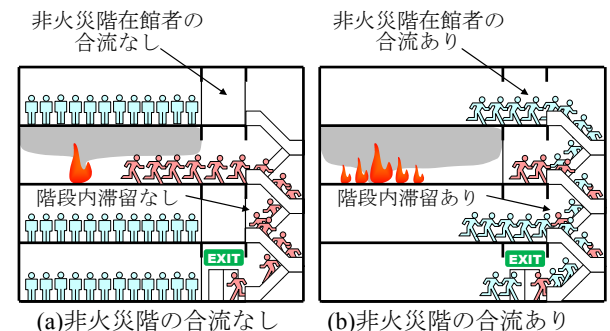 非火災階在館者の
合流なし
階段内滞留なし
EXIT
(a)非火災階の合流なし
非火災階在館者の
合流あり
階段内滞留あり
EXIT
(b)非火災階の合流あり